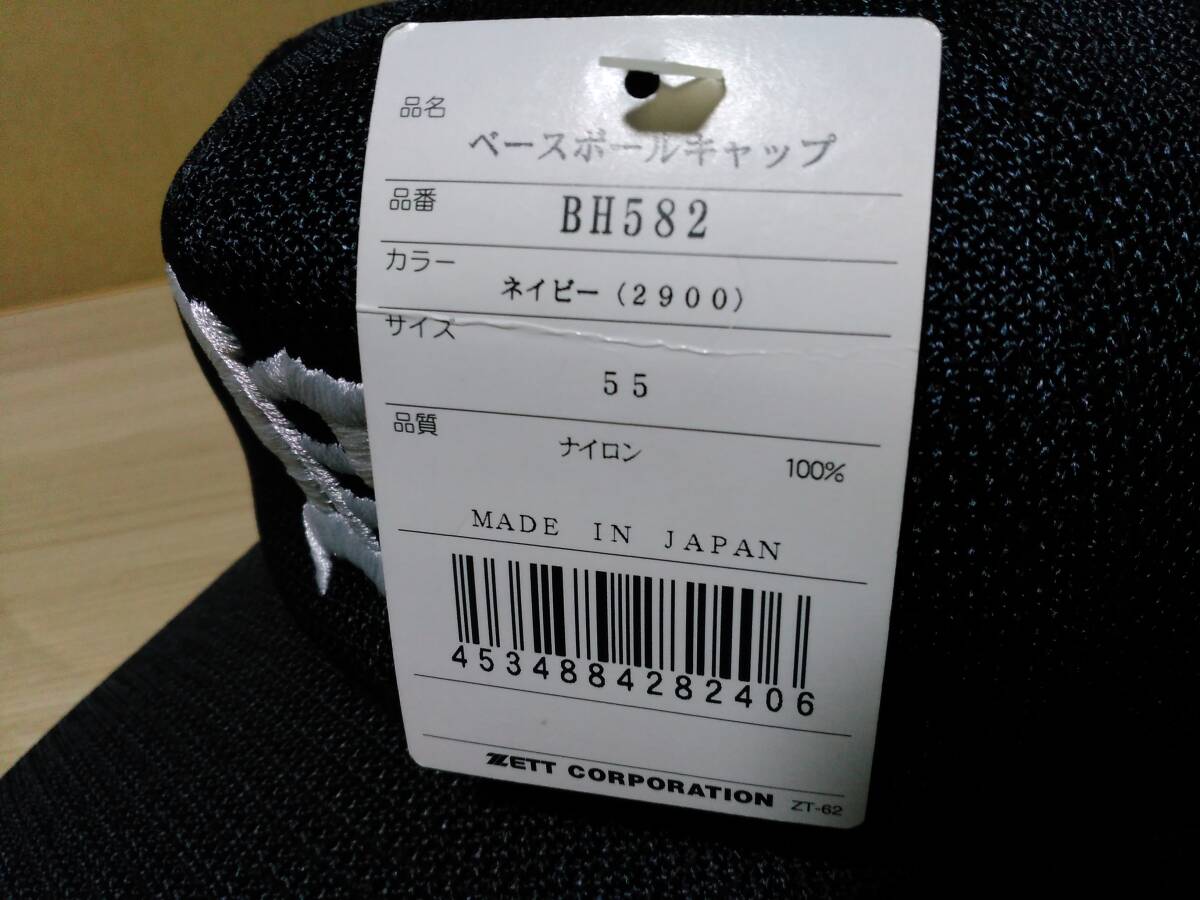 品名
ベースボールキャップ
品番
BH582
カラー
ネイビー(2900)
サイズ
55
品質
ナイロン 100%
MADE IN JAPAN
4534884282406
ZETT CORPORATION ZT-62